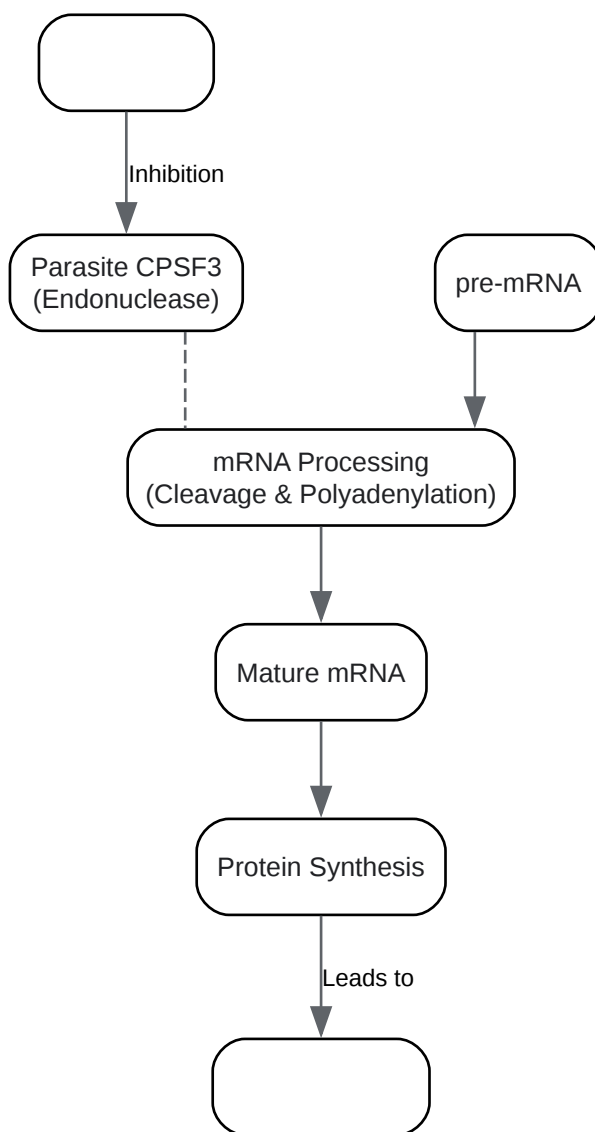 Inhibition
Parasite CPSF3
(Endonuclease)
pre-mRNA
mRNA Processing
(Cleavage & Polyadenylation)
Mature mRNA
Protein Synthesis
Leads to